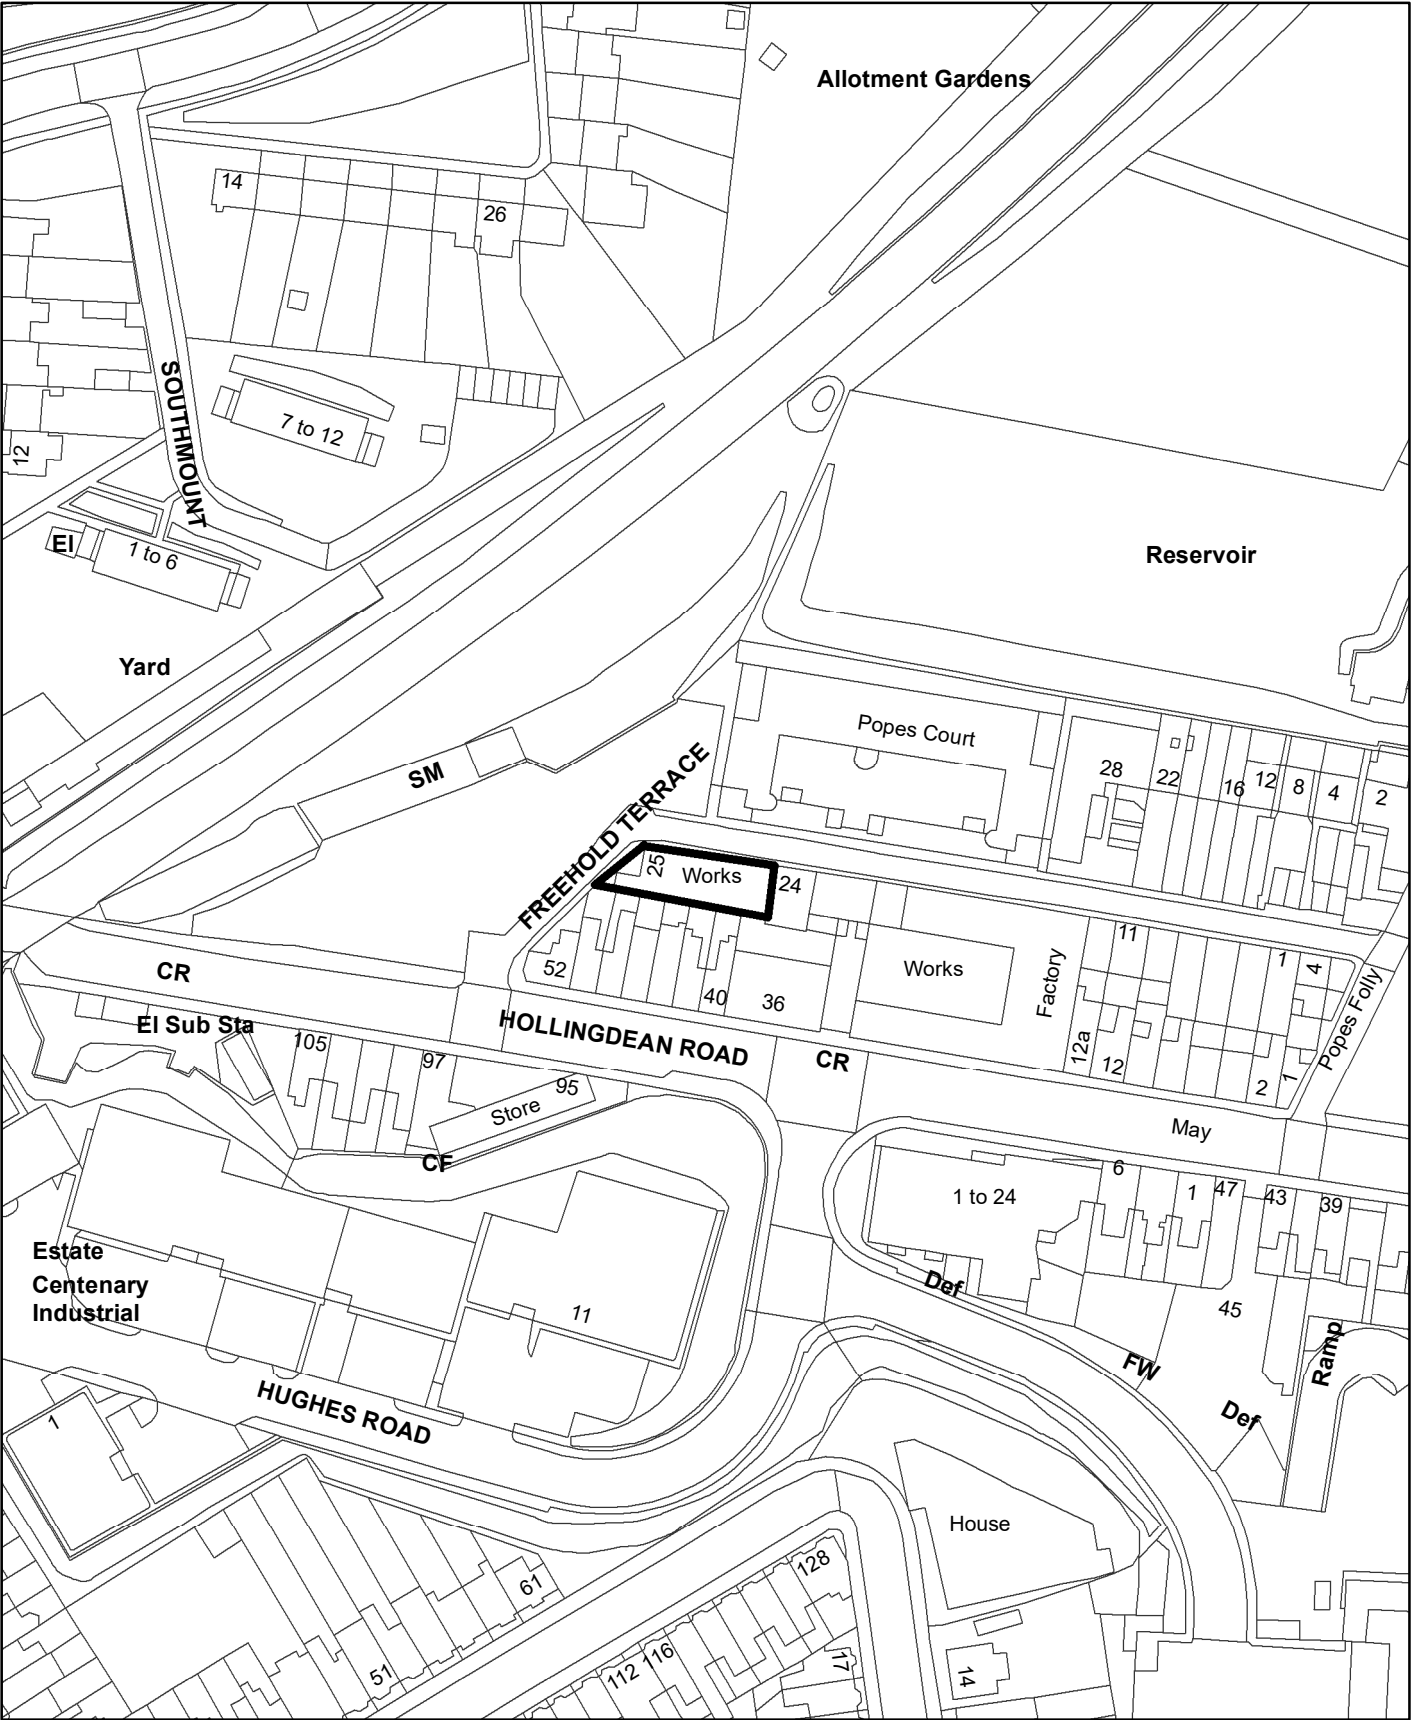 Allotment Gardens
14
26
SOUTHMOUNT
7 to 12
12
El
1 to 6
Reservoir
Yard
Popes Court
SM
FREEHOLD TERRACE
28
22
16
12
8
4
2
25
Works
24
52
40
36
Works
Factory
11
1
4
Popes Folly
CR
El Sub Sta
HOLLINGDEAN ROAD
CR
12a
12
2
1
105
97
95
Store
CF
May
6
1 to 24
1
47
43
39
Estate
Centenary
Industrial
11
Def
45
FW
Ramp
Def
HUGHES ROAD
1
House
61
128
51
112
116
17
14